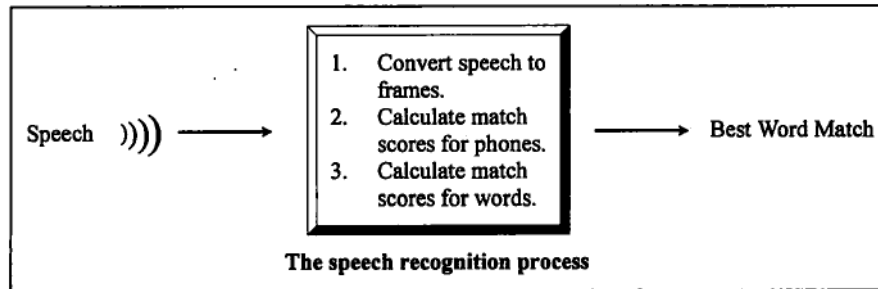 1. Convert speech to
frames.
2. Calculate match
scores for phones.
3. Calculate match
scores for words.
Speech
Best Word Match
The speech recognition process